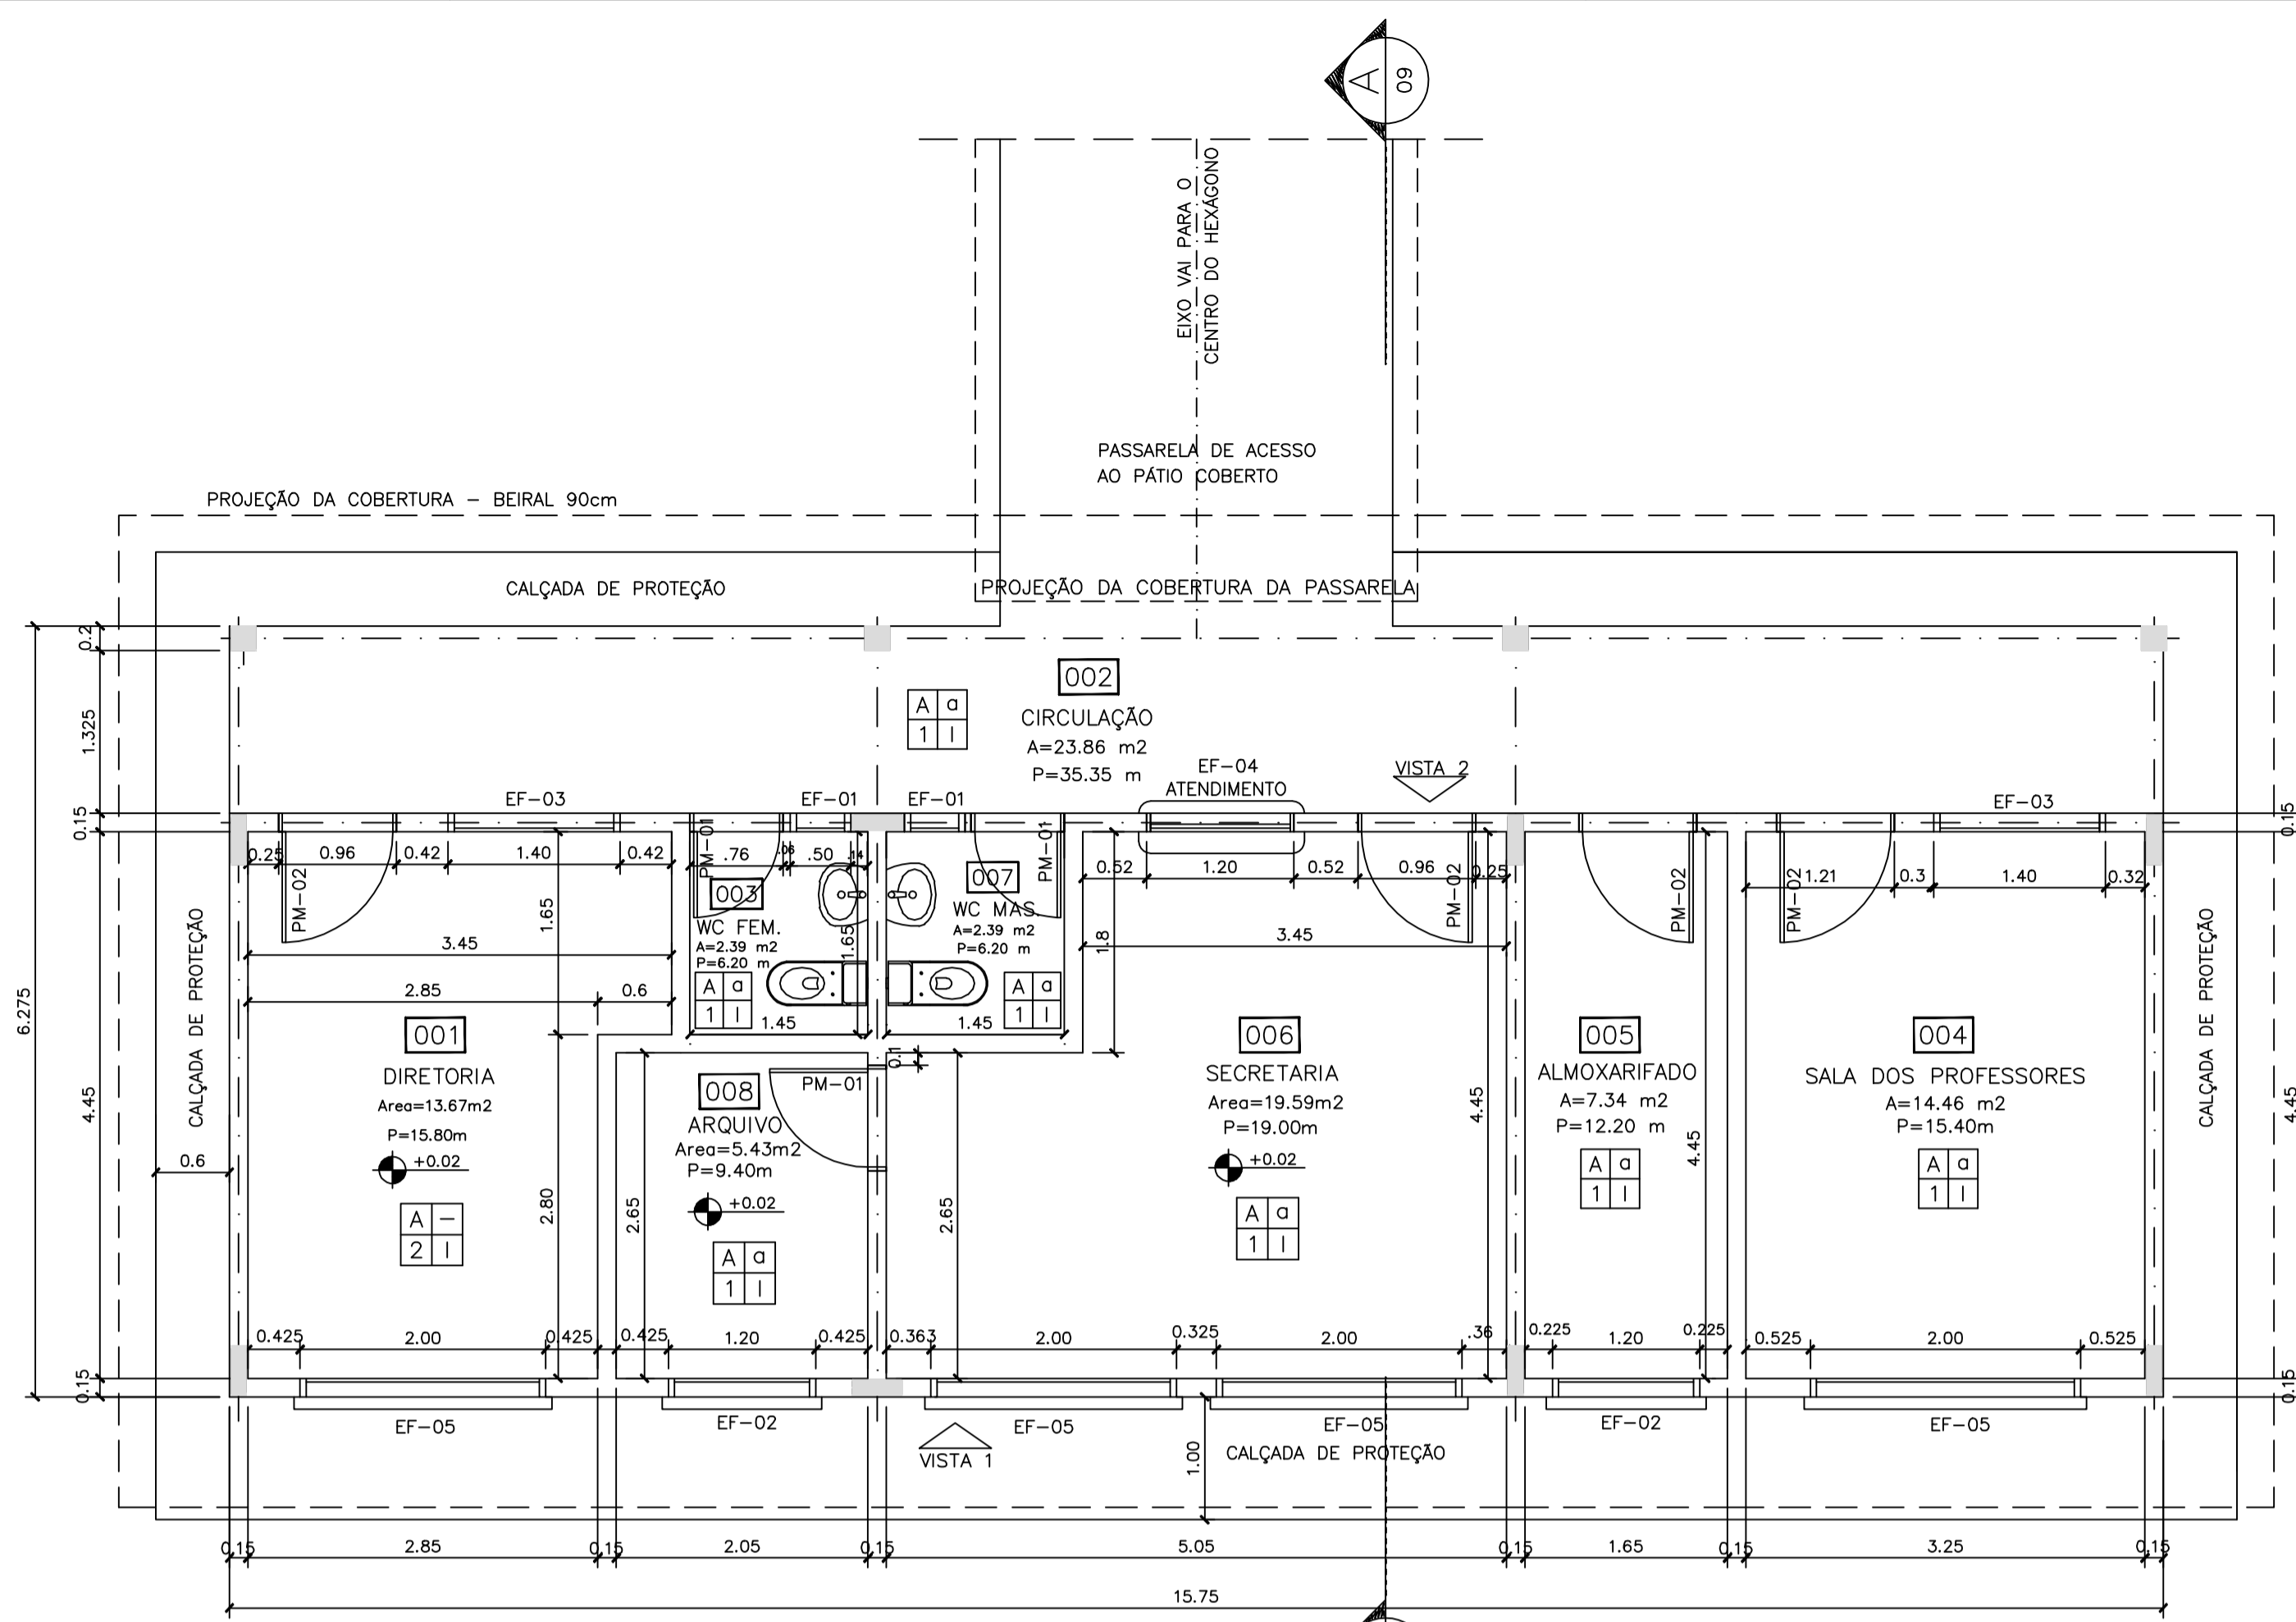 A
09
EIXO VAI PARA O
CENTRO DO HEXÁGONO
PASSARELA DE ACESSO
AO PÁTIO COBERTO
PROJEÇÃO DA COBERTURA - BEIRAL 90cm
CALÇADA DE PROTEÇÃO
PROJEÇÃO DA COBERTURA DA PASSARELA
0.2
1.325
0.15
4.45
0.15
6.275
002
CIRCULAÇÃO
A=23.86 m2
P=35.35 m
A a
1 I
EF-03
EF-01
EF-01
EF-04
ATENDIMENTO
VISTA 2
EF-03
0.15
0.25
0.96
0.42
1.40
0.42
.76
.06
.50
.14
0.52
1.20
0.52
0.96
0.25
1.21
0.3
1.40
0.32
PM-02
PM-01
PM-01
PM-02
PM-02
PM-02
1.65
3.45
2.85
0.6
003
WC FEM.
A=2.39 m2
P=6.20 m
A a
1 I
1.65
1.45
007
WC MAS.
A=2.39 m2
P=6.20 m
A a
1 I
1.45
1.8
3.45
CALÇADA DE PROTEÇÃO
CALÇADA DE PROTEÇÃO
0.6
001
DIRETORIA
Area=13.67m2
P=15.80m
+0.02
A -
2 I
2.80
008
ARQUIVO
Area=5.43m2
P=9.40m
+0.02
A a
1 I
2.65
PM-01
0.1
2.65
006
SECRETARIA
Area=19.59m2
P=19.00m
+0.02
A a
1 I
4.45
005
ALMOXARIFADO
A=7.34 m2
P=12.20 m
A a
1 I
4.45
004
SALA DOS PROFESSORES
A=14.46 m2
P=15.40m
A a
1 I
4.45
0.15
0.425
2.00
0.425
0.425
1.20
0.425
0.363
2.00
0.325
2.00
.36
0.225
1.20
0.225
0.525
2.00
0.525
EF-05
EF-02
EF-05
EF-05
EF-02
EF-05
VISTA 1
1.00
CALÇADA DE PROTEÇÃO
0.15
2.85
0.15
2.05
0.15
5.05
0.15
1.65
0.15
3.25
0.15
15.75